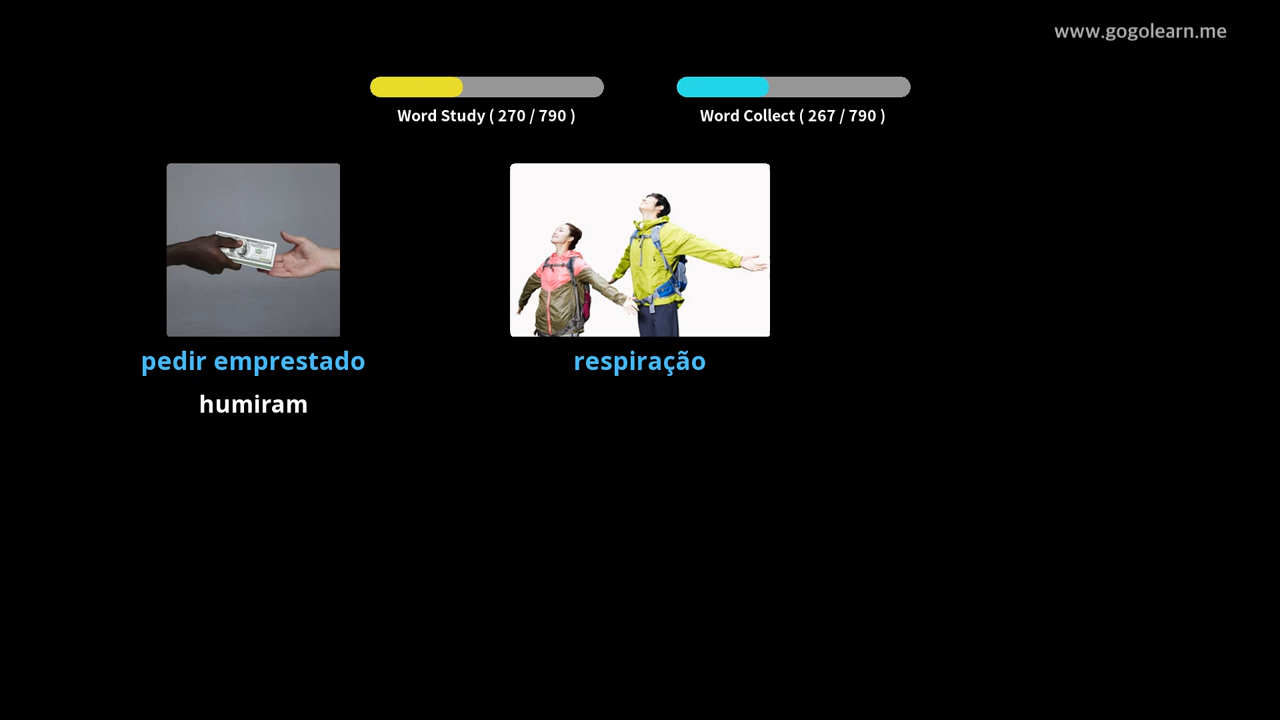 www.gogolearn.me
Word Study ( 270 / 790 )
Word Collect ( 267 / 790 )
pedir emprestado
humiram
respiração